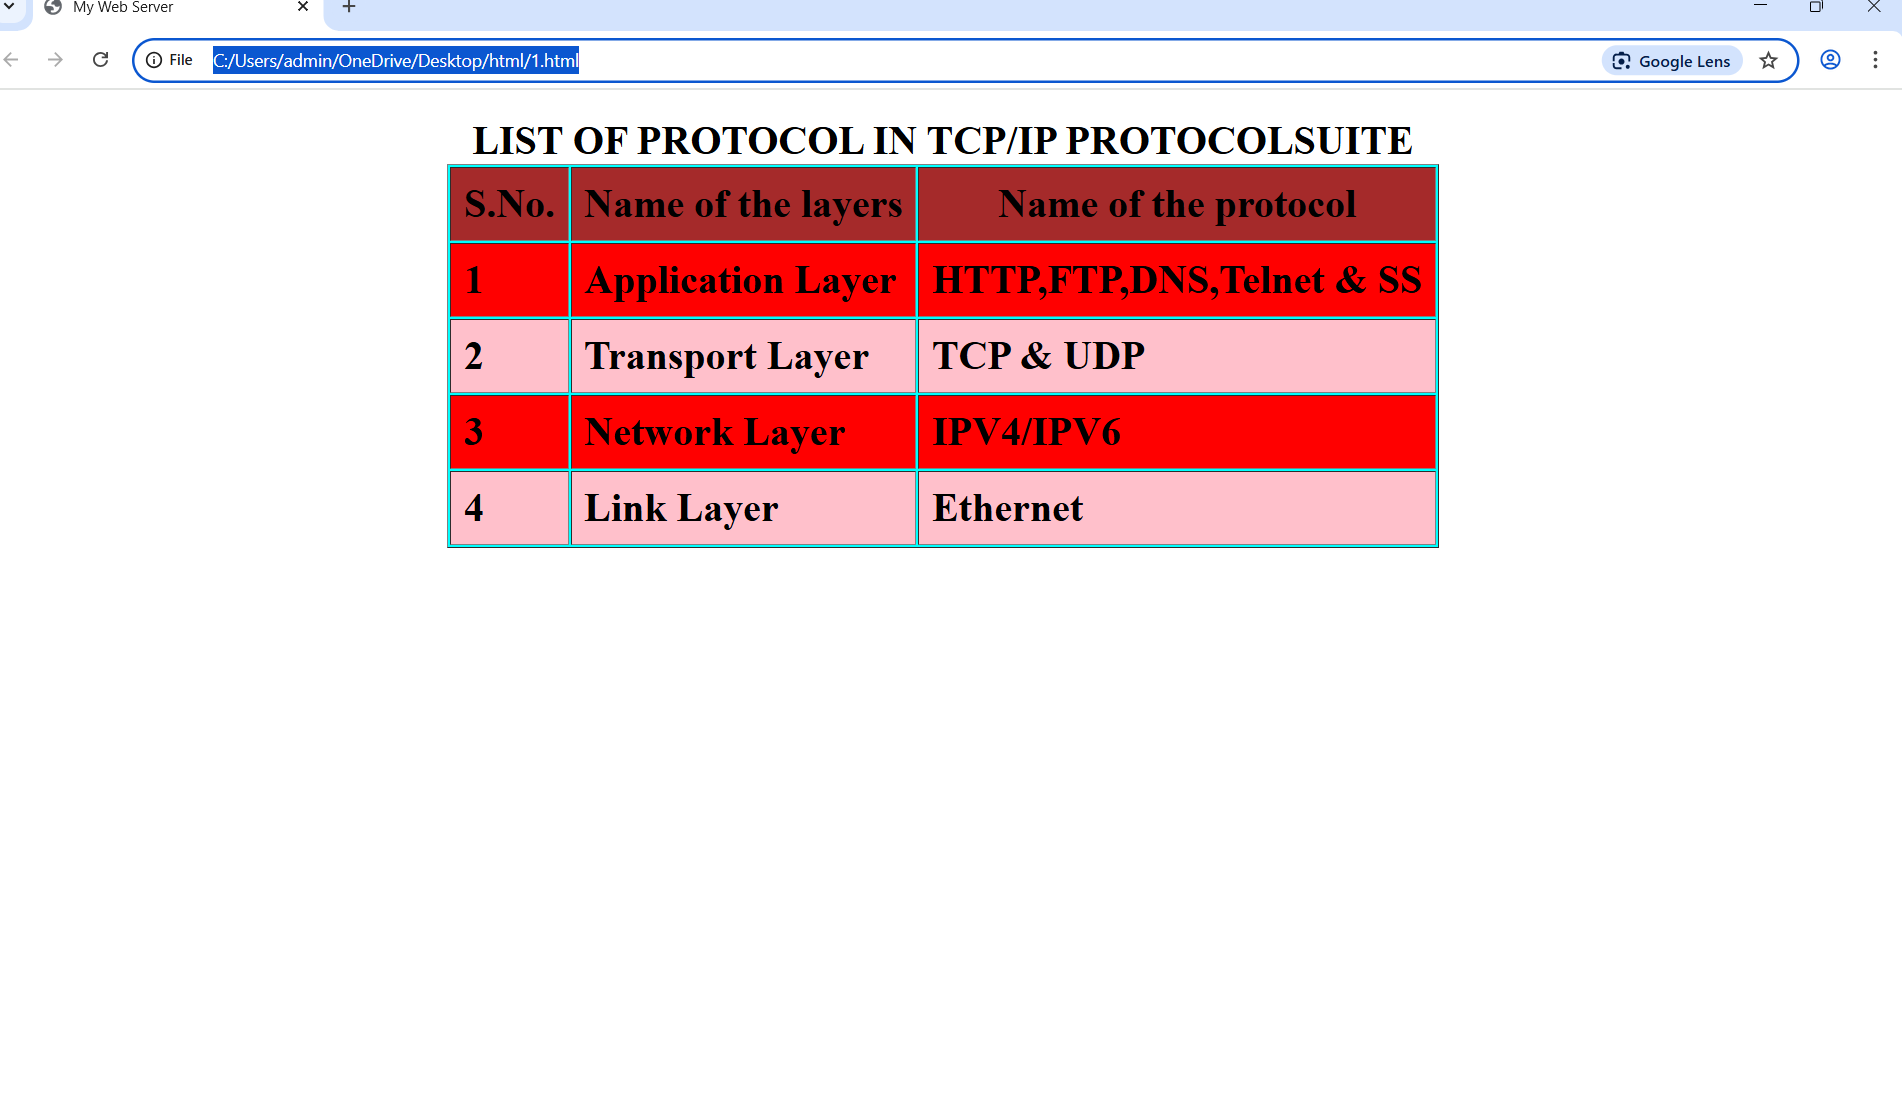 My Web Server
File C:/Users/admin/OneDrive/Desktop/html/1.html Google Lens
LIST OF PROTOCOL IN TCP/IP PROTOCOLSUITE
S.No. Name of the layers Name of the protocol
1 Application Layer HTTP,FTP,DNS,Telnet & SS
2 Transport Layer TCP & UDP
3 Network Layer IPV4/IPV6
4 Link Layer Ethernet